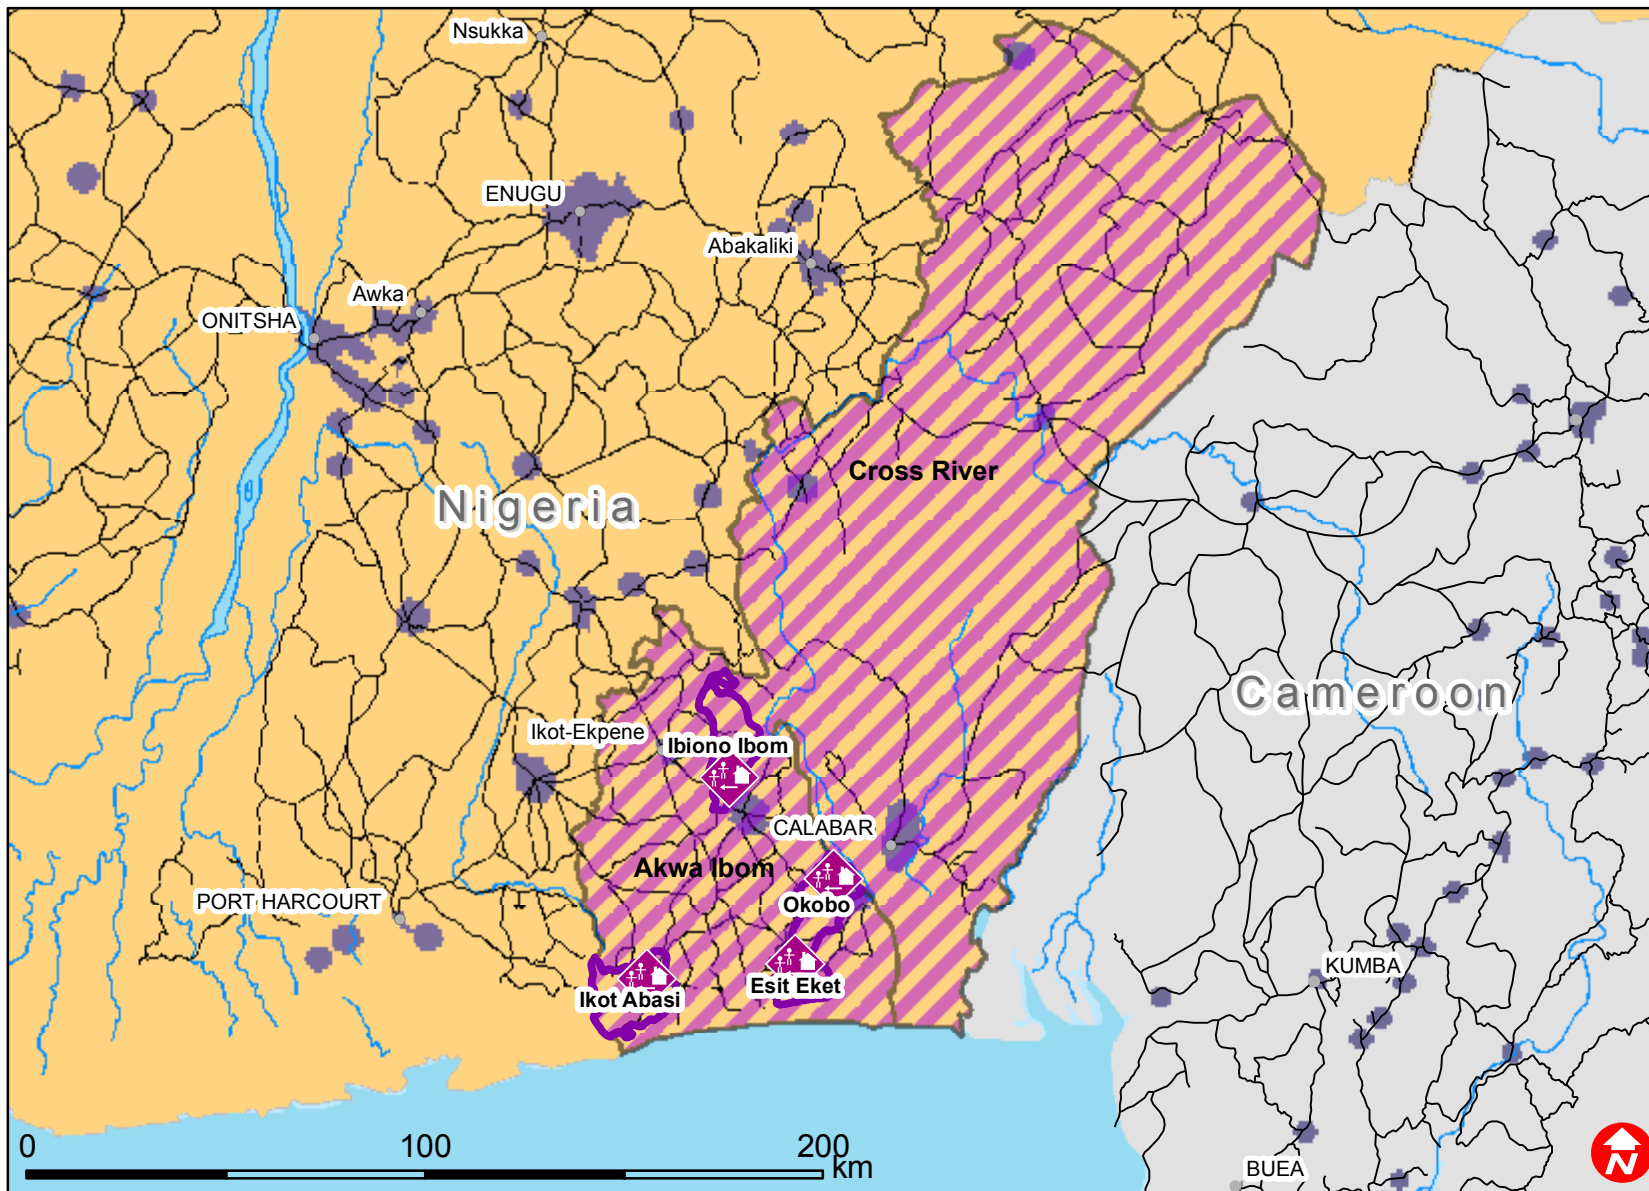 Nsukka
ENUGU
Abakaliki
Awka
ONITSHA
Cross River
Nigeria
Cameroon
Ikot-Ekpene
Ibiono Ibom
CALABAR
Akwa Ibom
PORT HARCOURT
Okobo
KUMBA
Esit Eket
Ikot Abasi
0 100 200
km
BUEA
N